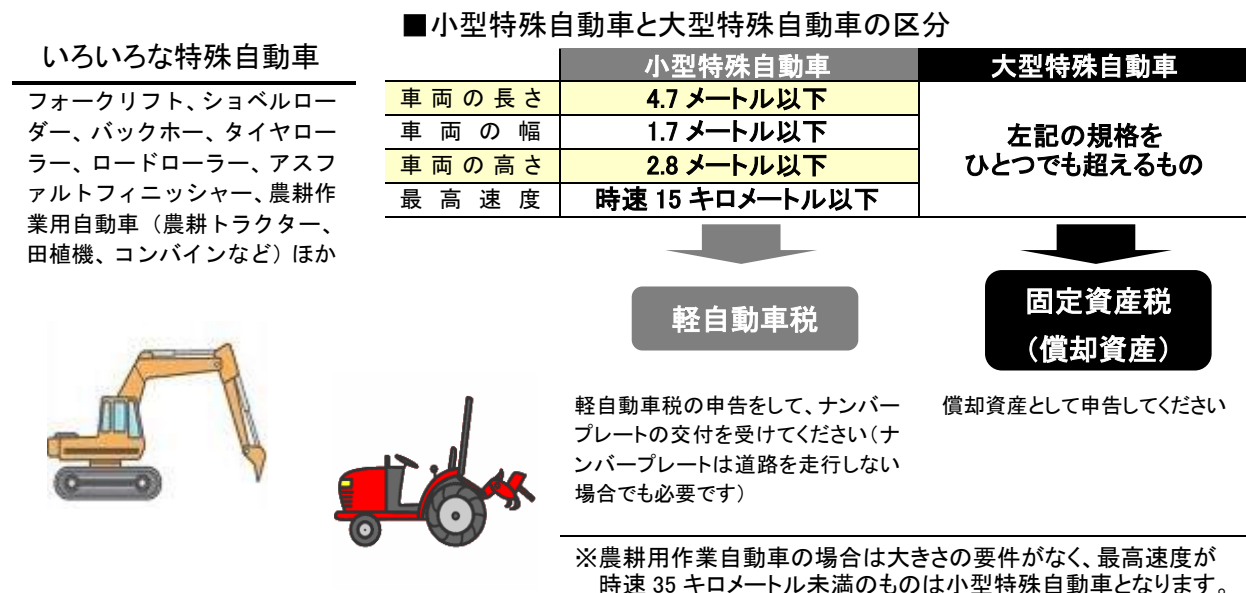 ■小型特殊自動車と大型特殊自動車の区分
いろいろな特殊自動車
フォークリフト、ショベルロー
ダー、バックホー、タイヤロー
ラー、ロードローラー、アスフ
ァルトフィニッシャー、農耕作
業用自動車（農耕トラクター、
田植機、コンバインなど）ほか
小型特殊自動車 大型特殊自動車
車両の長さ 4.7 メートル以下
車両の幅 1.7 メートル以下
車両の高さ 2.8 メートル以下
最高速度 時速 15 キロメートル以下
左記の規格を
ひとつでも超えるもの
軽自動車税
軽自動車税の申告をして、ナンバー
プレートの交付を受けてください（ナ
ンバープレートは道路を走行しない
場合でも必要です）
固定資産税
（償却資産）
償却資産として申告してください
※農耕用作業自動車の場合は大きさの要件がなく、最高速度が
時速 35 キロメートル未満のものは小型特殊自動車となります。